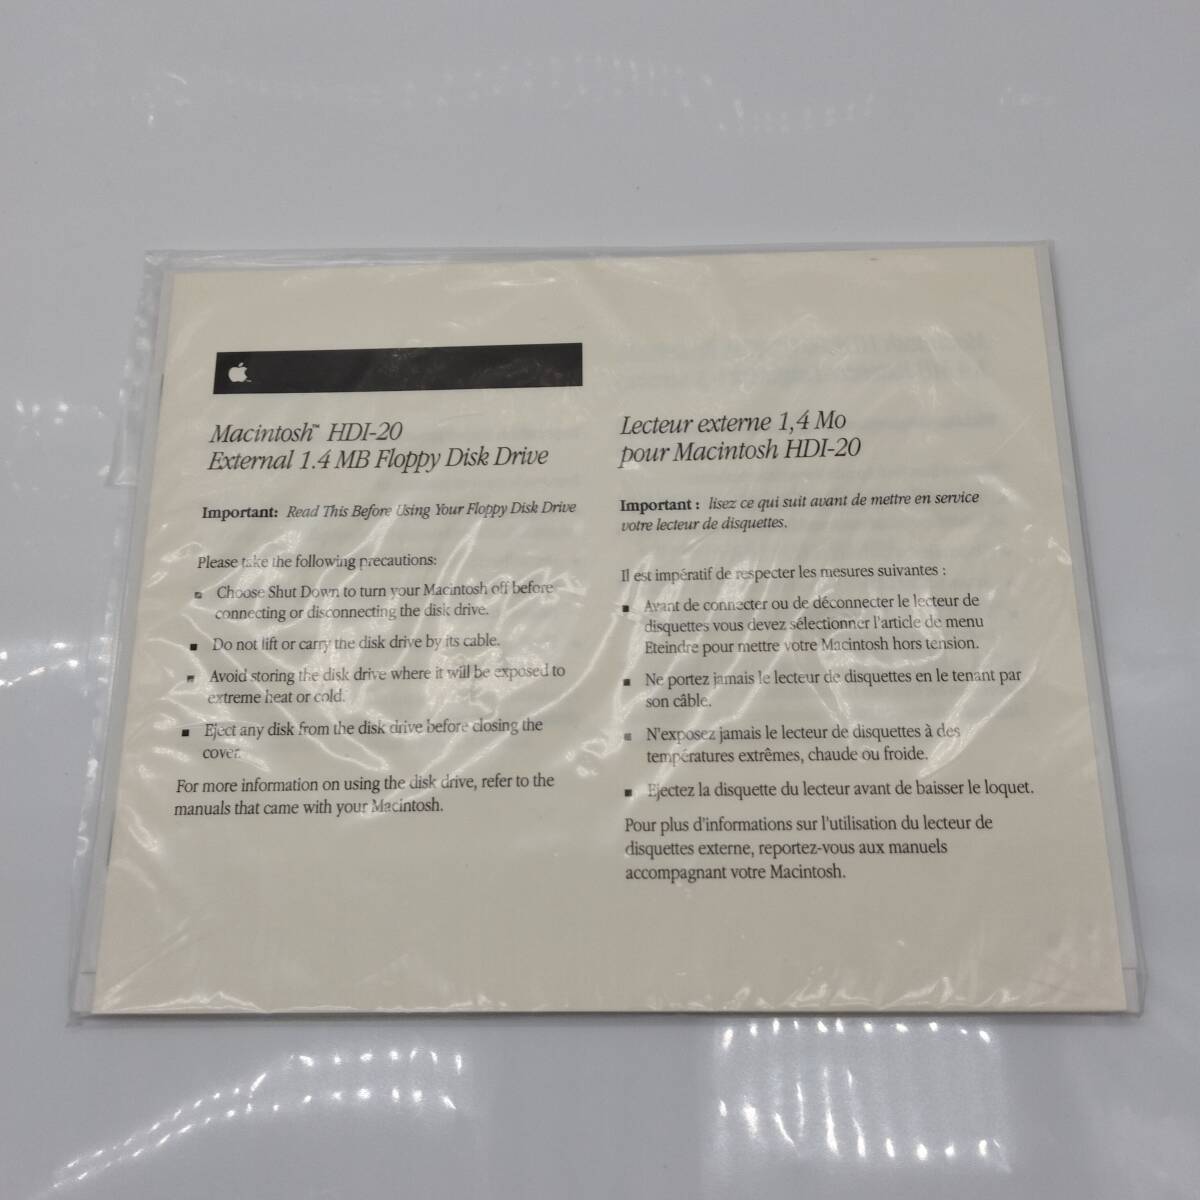 Macintosh™ HDI-20
External 1.4 MB Floppy Disk Drive
Important: Read This Before Using Your Floppy Disk Drive
Please take the following precautions:
■ Choose Shut Down to turn your Macintosh off before
connecting or disconnecting the disk drive.
■ Do not lift or carry the disk drive by its cable.
■ Avoid storing the disk drive where it will be exposed to
extreme heat or cold.
■ Eject any disk from the disk drive before closing the
cover.
For more information on using the disk drive, refer to the
manuals that came with your Macintosh.
Lecteur externe 1,4 Mo
pour Macintosh HDI-20
Important : lisez ce qui suit avant de mettre en service
votre lecteur de disquettes.
Il est impératif de respecter les mesures suivantes :
■ Avant de connecter ou de déconnecter le lecteur de
disquettes vous devez sélectionner l'article de menu
Eteindre pour mettre votre Macintosh hors tension.
■ Ne portez jamais le lecteur de disquettes en le tenant par
son câble.
■ N'exposez jamais le lecteur de disquettes à des
températures extrêmes, chaude ou froide.
■ Ejectez la disquette du lecteur avant de baisser le loquet.
Pour plus d'informations sur l'utilisation du lecteur de
disquettes externe, reportez-vous aux manuels
accompagnant votre Macintosh.